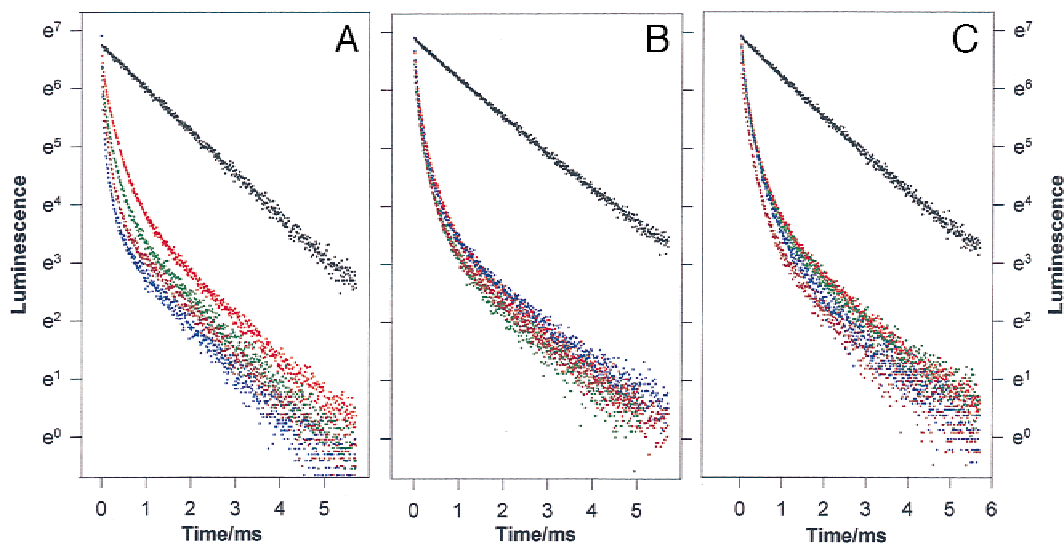 A
B
C
e⁷
e⁶
e⁵
e⁴
e³
e²
e¹
e⁰
Luminescence
0 1 2 3 4 5
Time/ms
0 1 2 3 4 5
Time/ms
0 1 2 3 4 5 6
Time/ms
e⁷
e⁶
e⁵
e⁴
e³
e²
e¹
e⁰
Luminescence